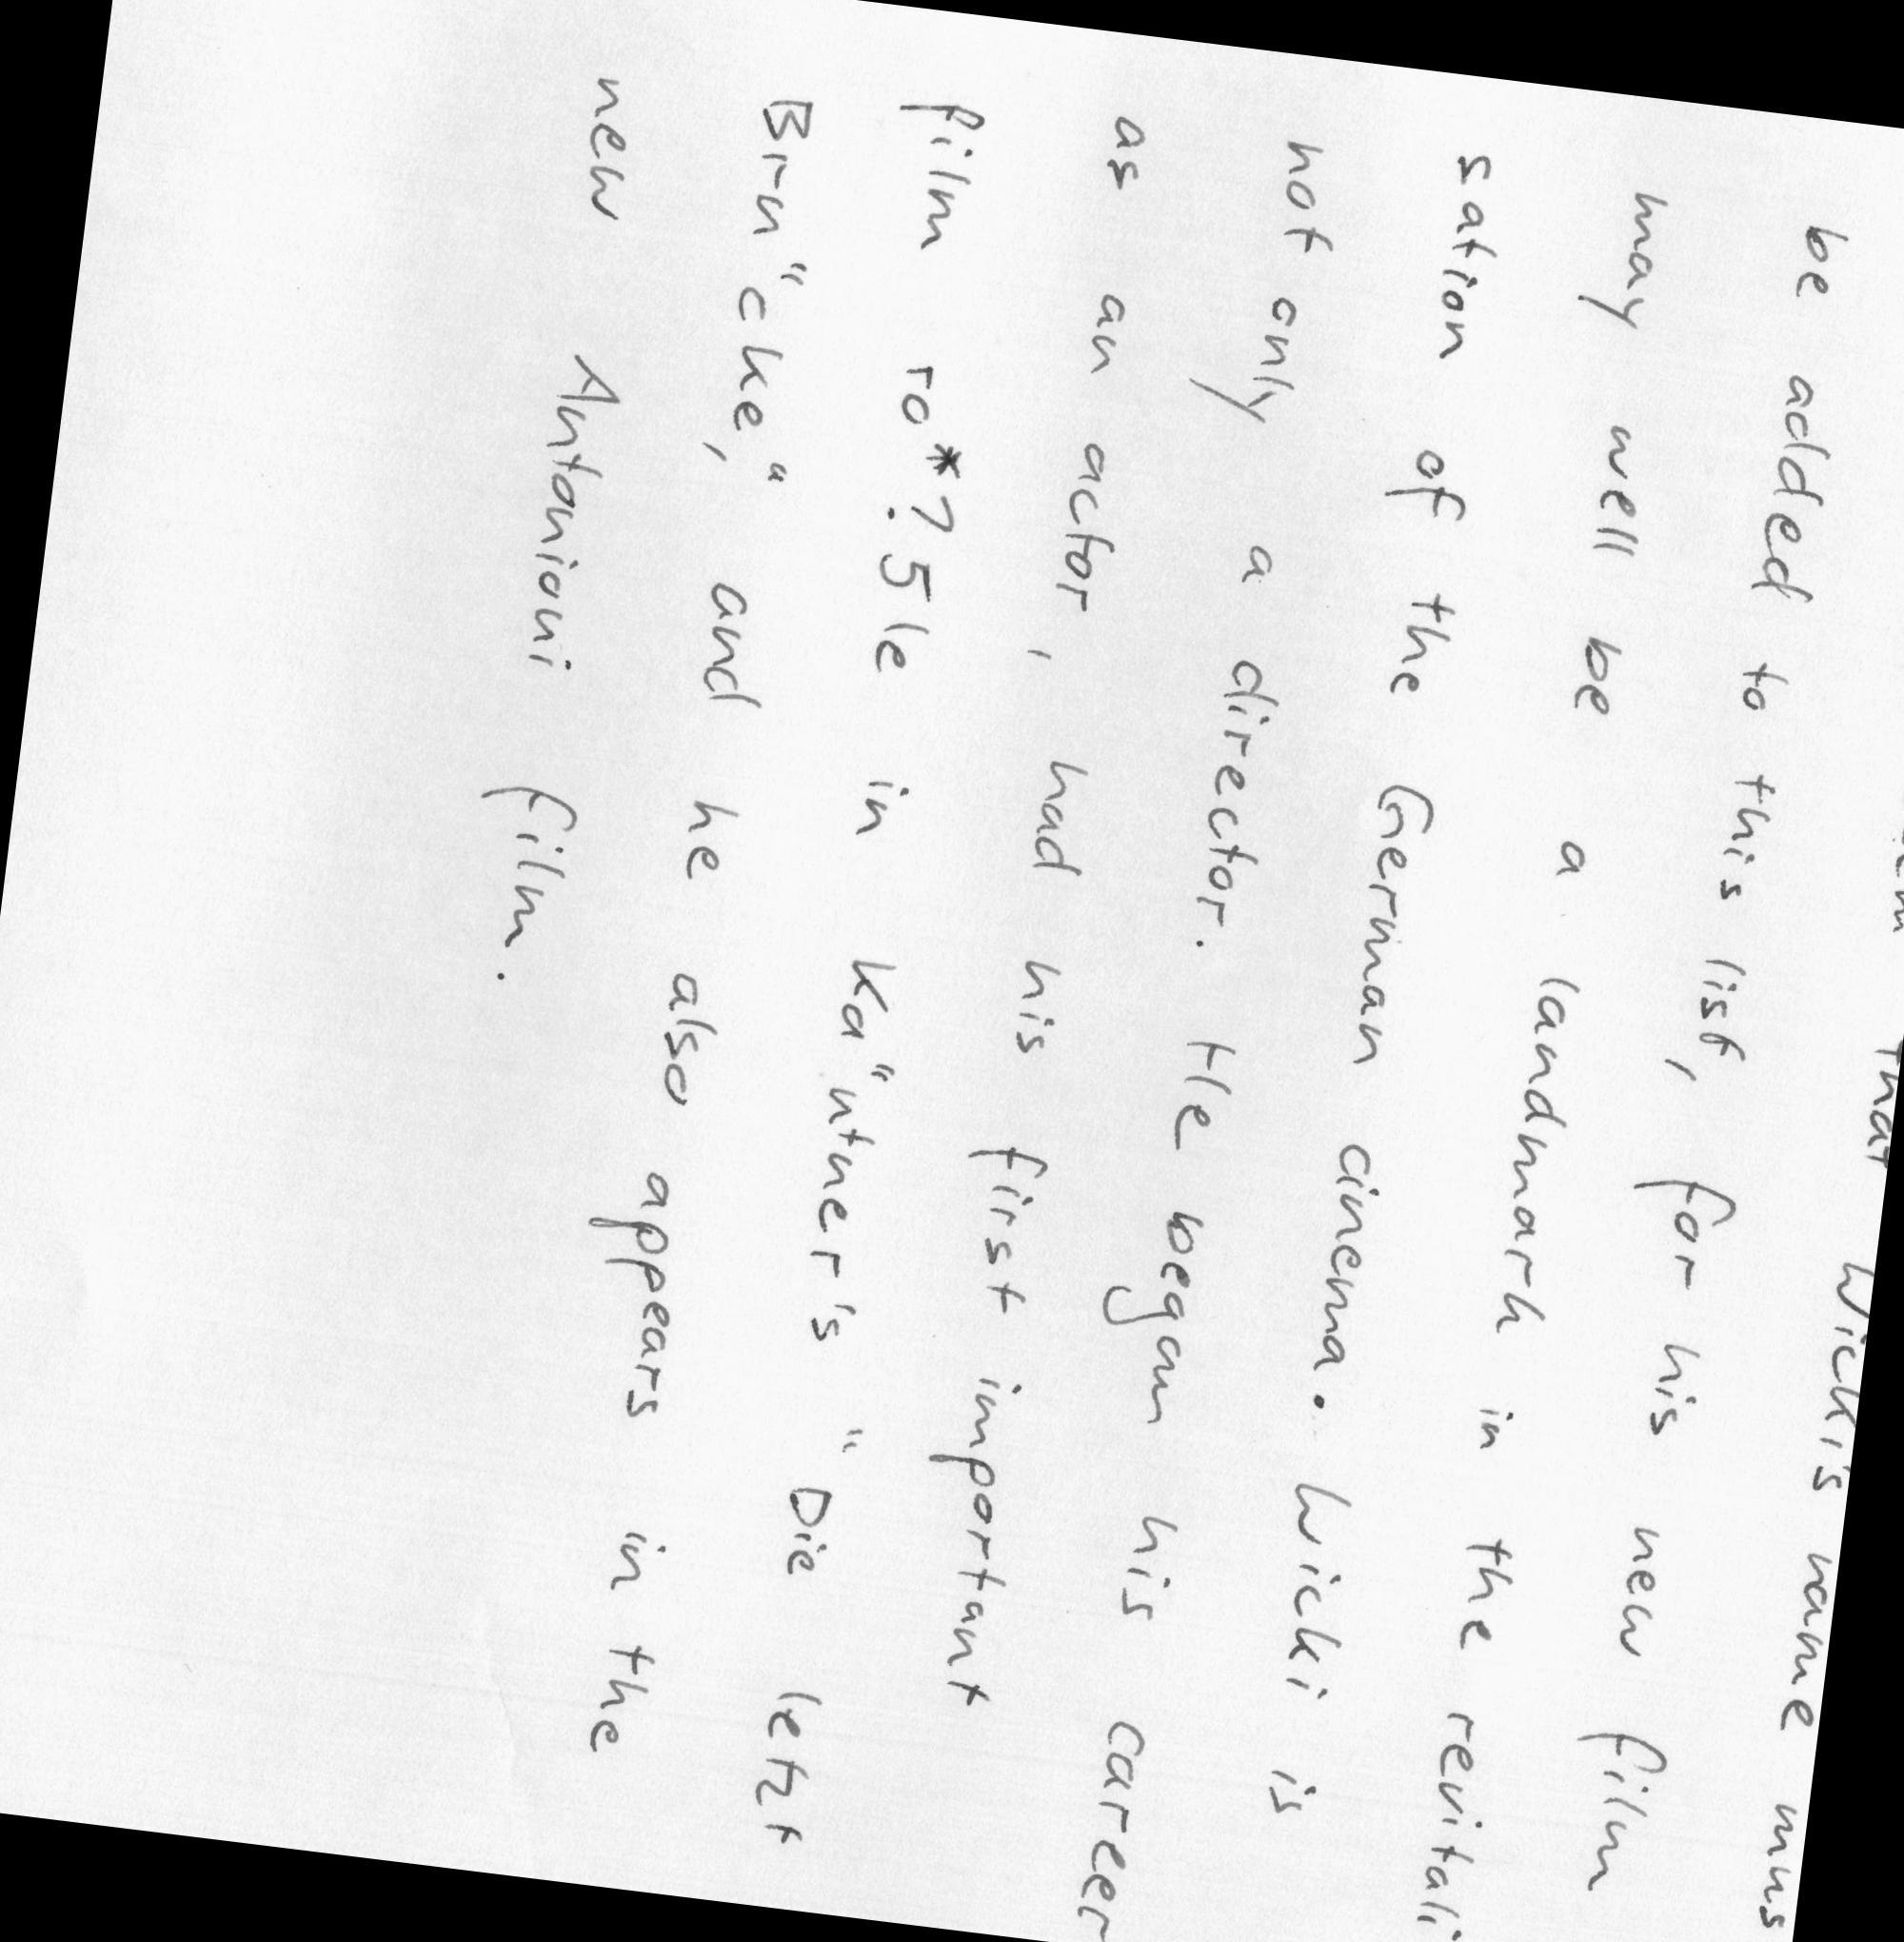 that Wicki's name mus
be added to this list, for his new film
may well be a landmark in the revitali
sation of the German cinema. Wicki is
not only a director. He began his career
as an actor, had his first important
film ro*?5le in Ka"utner's "Die letzt
Bru"cke", and he also appears in the
new Antonioni film.